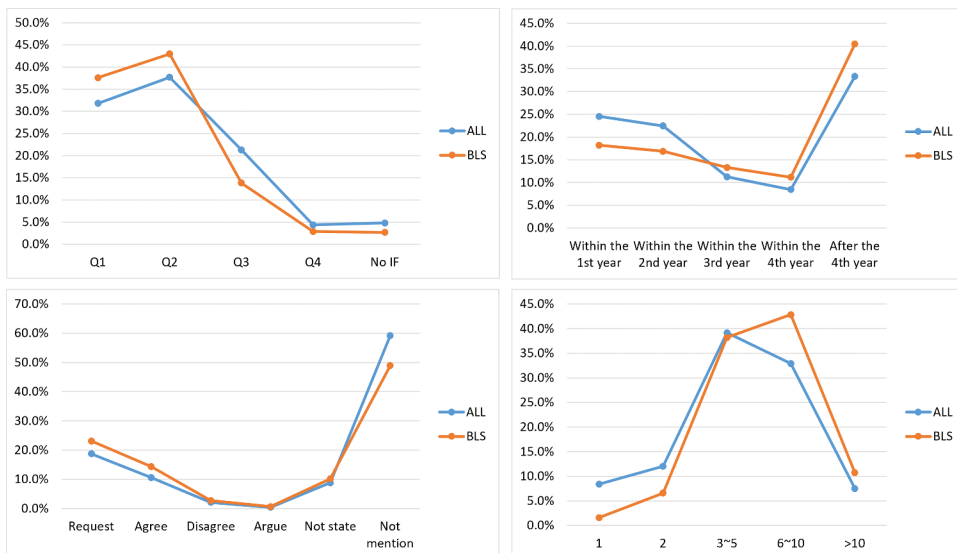 50.0%
45.0%
40.0%
35.0%
30.0%
25.0%
20.0%
15.0%
10.0%
5.0%
0.0%
Q1 Q2 Q3 Q4 No IF
ALL
BLS
45.0%
40.0%
35.0%
30.0%
25.0%
20.0%
15.0%
10.0%
5.0%
0.0%
Within the Within the Within the Within the After the
1st year 2nd year 3rd year 4th year 4th year
ALL
BLS
70.0%
60.0%
50.0%
40.0%
30.0%
20.0%
10.0%
0.0%
Request Agree Disagree Argue Not state Not
mention
ALL
BLS
45.0%
40.0%
35.0%
30.0%
25.0%
20.0%
15.0%
10.0%
5.0%
0.0%
1 2 3~5 6~10 >10
ALL
BLS